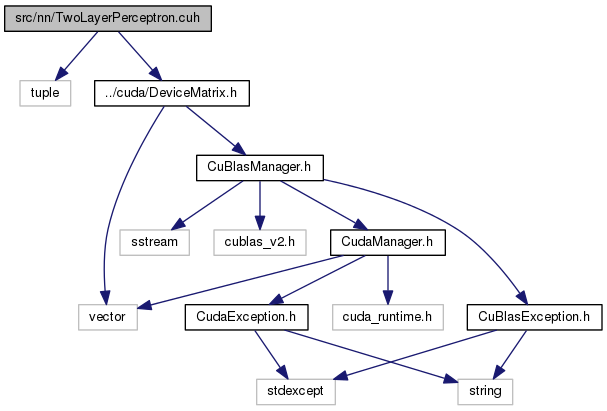 src/nn/TwoLayerPerceptron.cuh
tuple
../cuda/DeviceMatrix.h
CuBlasManager.h
sstream
cublas_v2.h
CudaManager.h
vector
CudaException.h
cuda_runtime.h
CuBlasException.h
stdexcept
string